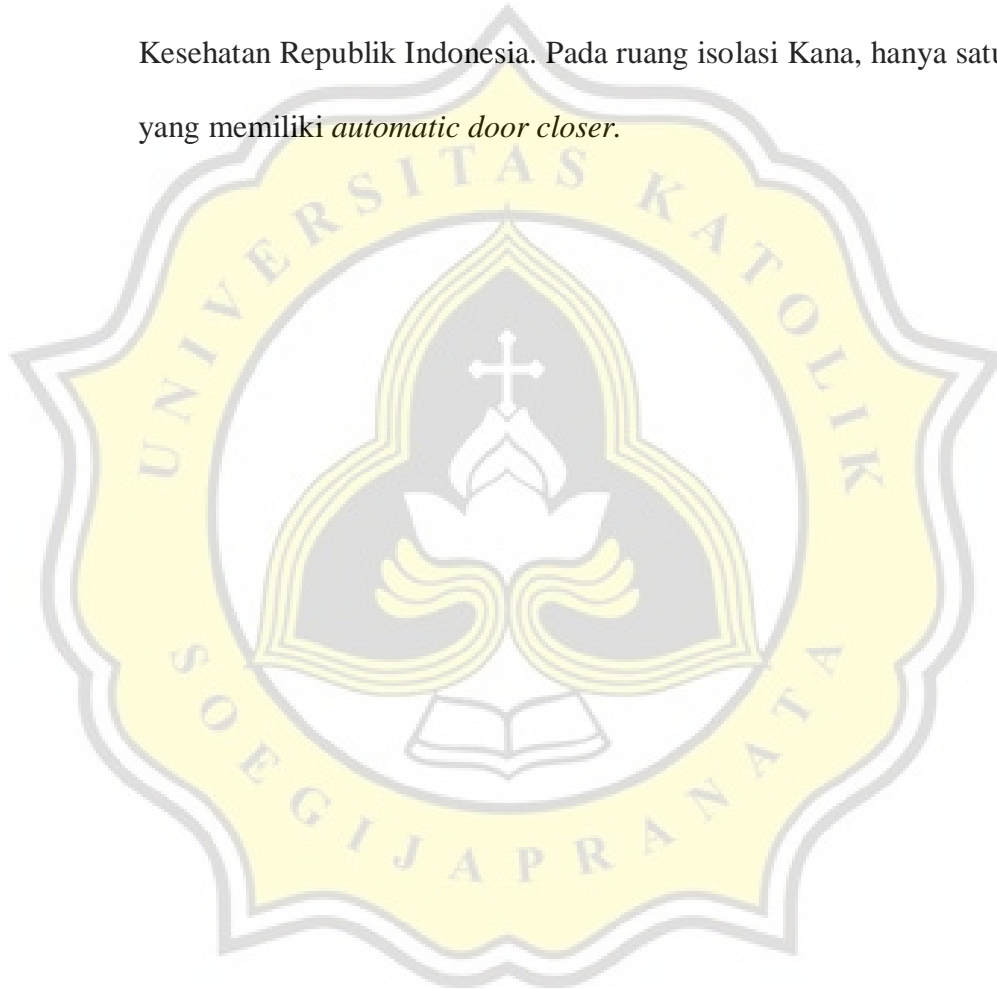 Kesehatan Republik Indonesia. Pada ruang isolasi Kana, hanya satu
yang memiliki automatic door closer.
UNIVERSITAS KATOLIK
SOEGIJAPRANATA